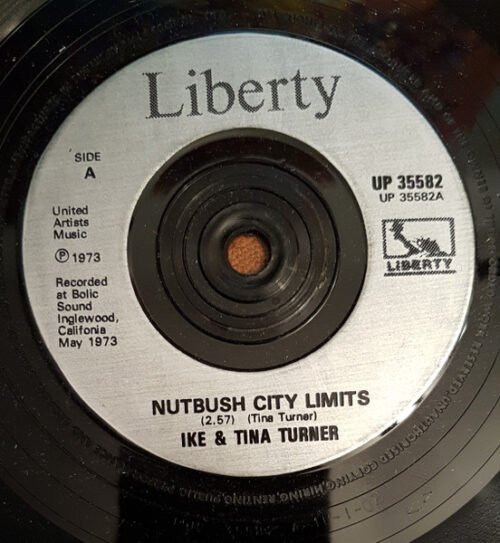 Liberty
SIDE
A
UP 35582
UP 35582A
United
Artists
Music
Ⓟ 1973
LIBERTY
Recorded
at Bolic
Sound
Inglewood,
Califonia
May 1973
NUTBUSH CITY LIMITS
(2.57) (Tina Turner)
IKE & TINA TURNER